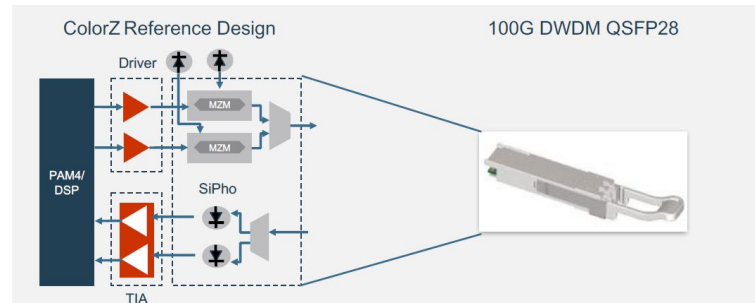 ColorZ Reference Design
100G DWDM QSFP28
Driver
MZM
MZM
PAM4/
DSP
SiPho
TIA